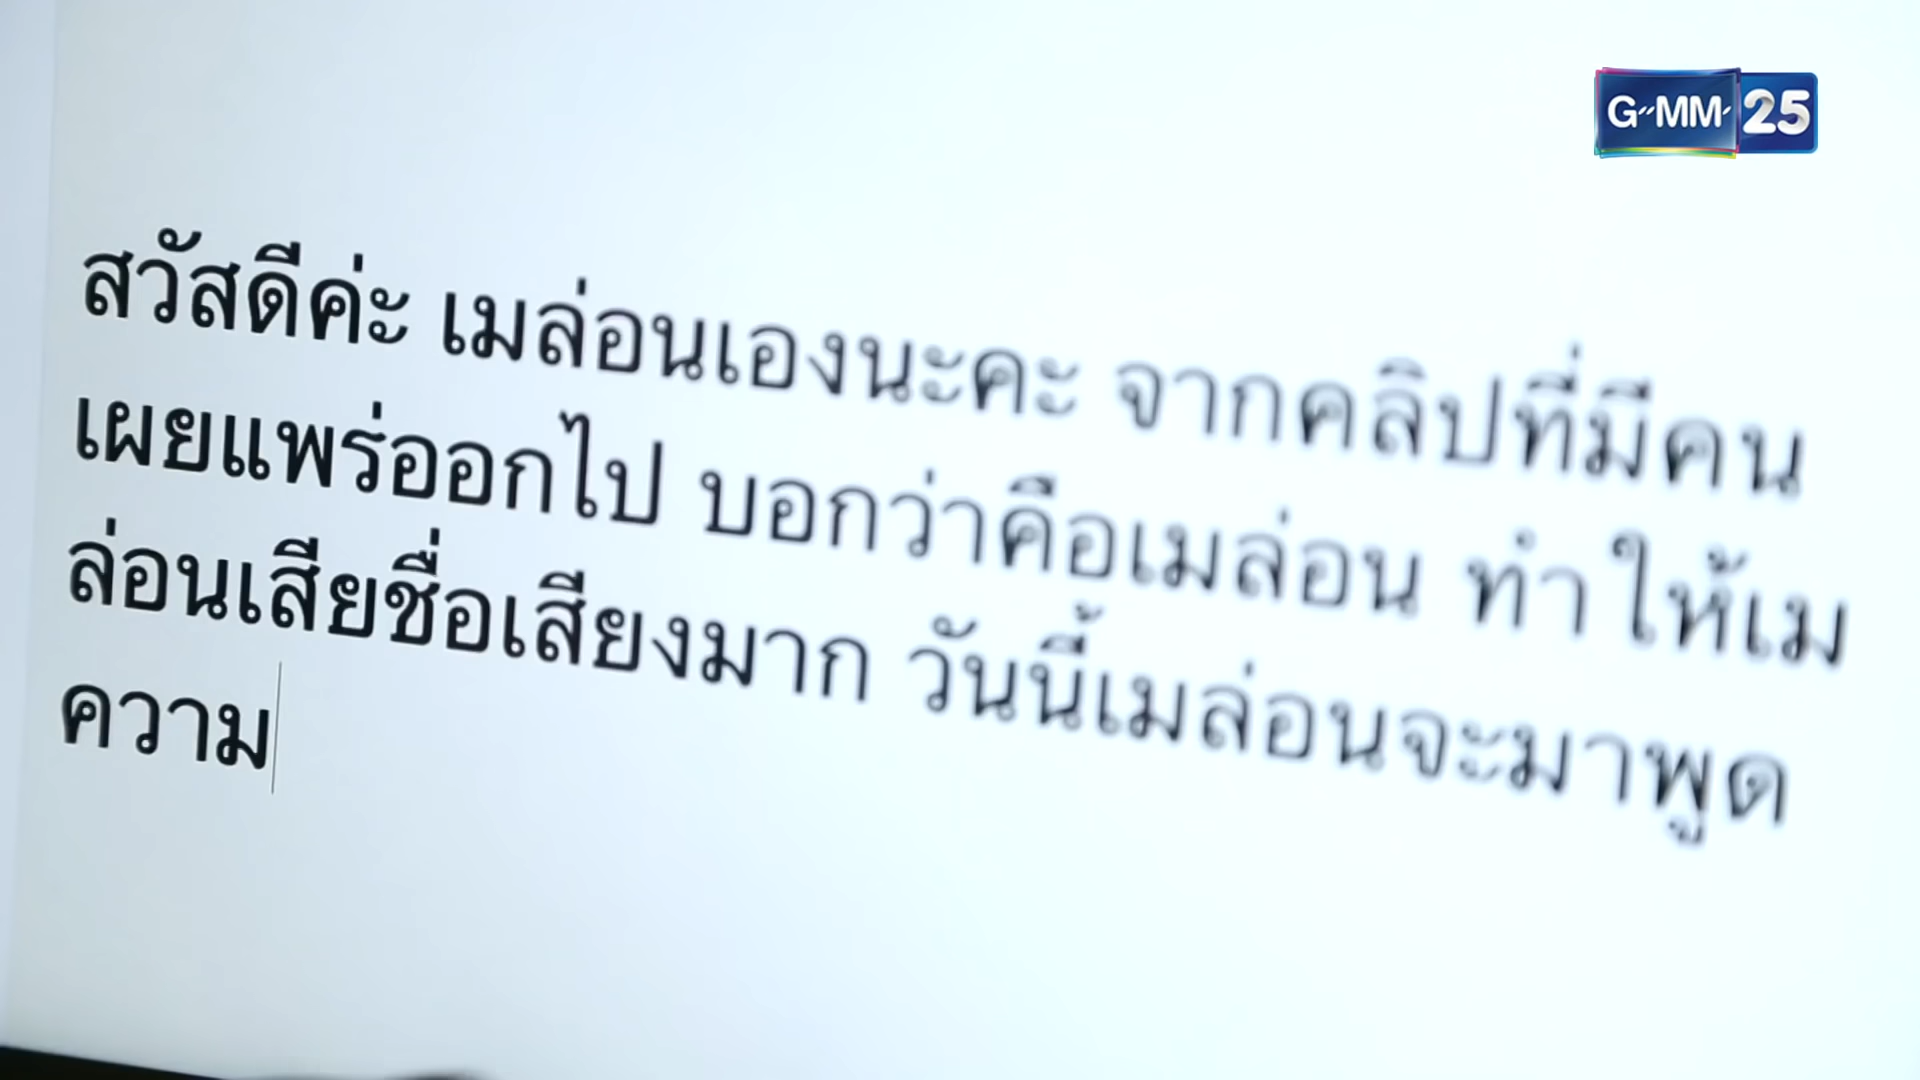 GMM 25
สวัสดีค่ะ เมล่อนเองนะคะ จากคลิปที่มีคน
เผยแพร่ออกไป บอกว่าคือเมล่อน ทำให้เม
ล่อนเสียชื่อเสียงมาก วันนี้เมล่อนจะมาพูด
ความ